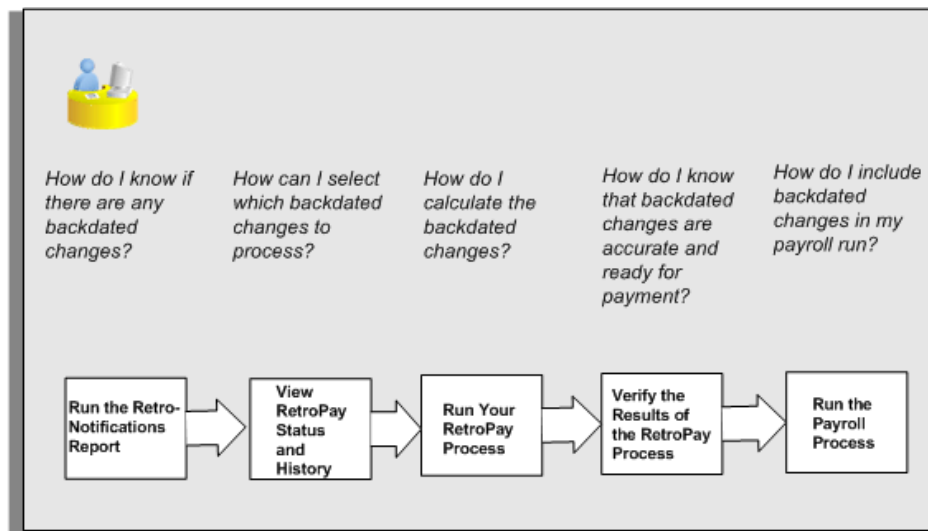 How do I know if
there are any
backdated
changes?
How can I select
which backdated
changes to
process?
How do I
calculate the
backdated
changes?
How do I know
that backdated
changes are
accurate and
ready for
payment?
How do I include
backdated
changes in my
payroll run?
Run the Retro-
Notifications
Report
View
RetroPay
Status
and
History
Run Your
RetroPay
Process
Verify the
Results of
the RetroPay
Process
Run the
Payroll
Process